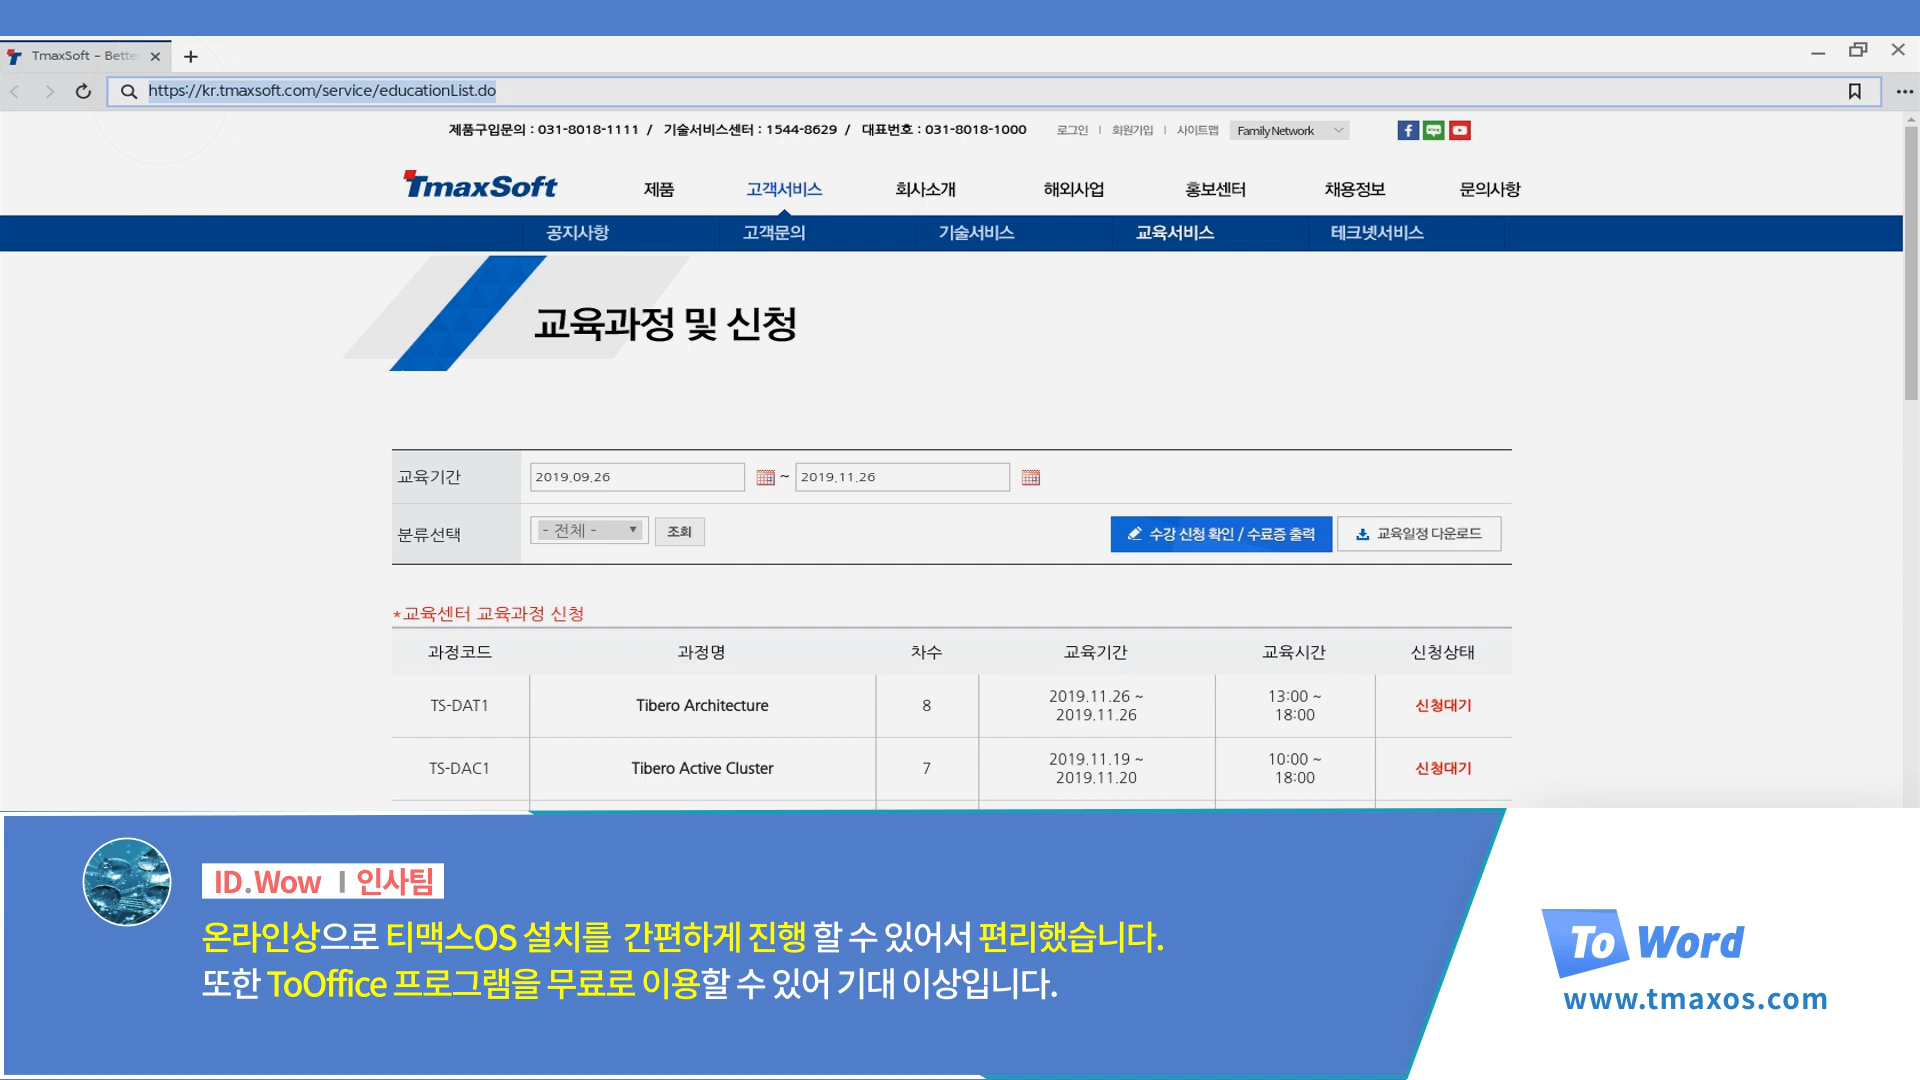 TmaxSoft - Bette
https://kr.tmaxsoft.com/service/educationList.do
제품구입문의 : 031-8018-1111 / 기술서비스센터 : 1544-8629 / 대표번호 : 031-8018-1000 로그인 | 회원가입 | 사이트맵 Family Network
TmaxSoft 제품 고객서비스 회사소개 해외사업 홍보센터 채용정보 문의사항
공지사항 고객문의 기술서비스 교육서비스 테크넷서비스
교육과정 및 신청
교육기간 2019.09.26 ~ 2019.11.26
분류선택 - 전체 - 조회 수강 신청 확인 / 수료증 출력 교육일정 다운로드
*교육센터 교육과정 신청
과정코드 과정명 차수 교육기간 교육시간 신청상태
TS-DAT1 Tibero Architecture 8 2019.11.26 ~ 2019.11.26 13:00 ~ 18:00 신청대기
TS-DAC1 Tibero Active Cluster 7 2019.11.19 ~ 2019.11.20 10:00 ~ 18:00 신청대기
ID.Wow | 인사팀
온라인상으로 티맥스OS 설치를 간편하게 진행 할 수 있어서 편리했습니다.
또한 ToOffice 프로그램을 무료로 이용할 수 있어 기대 이상입니다.
To Word
www.tmaxos.com